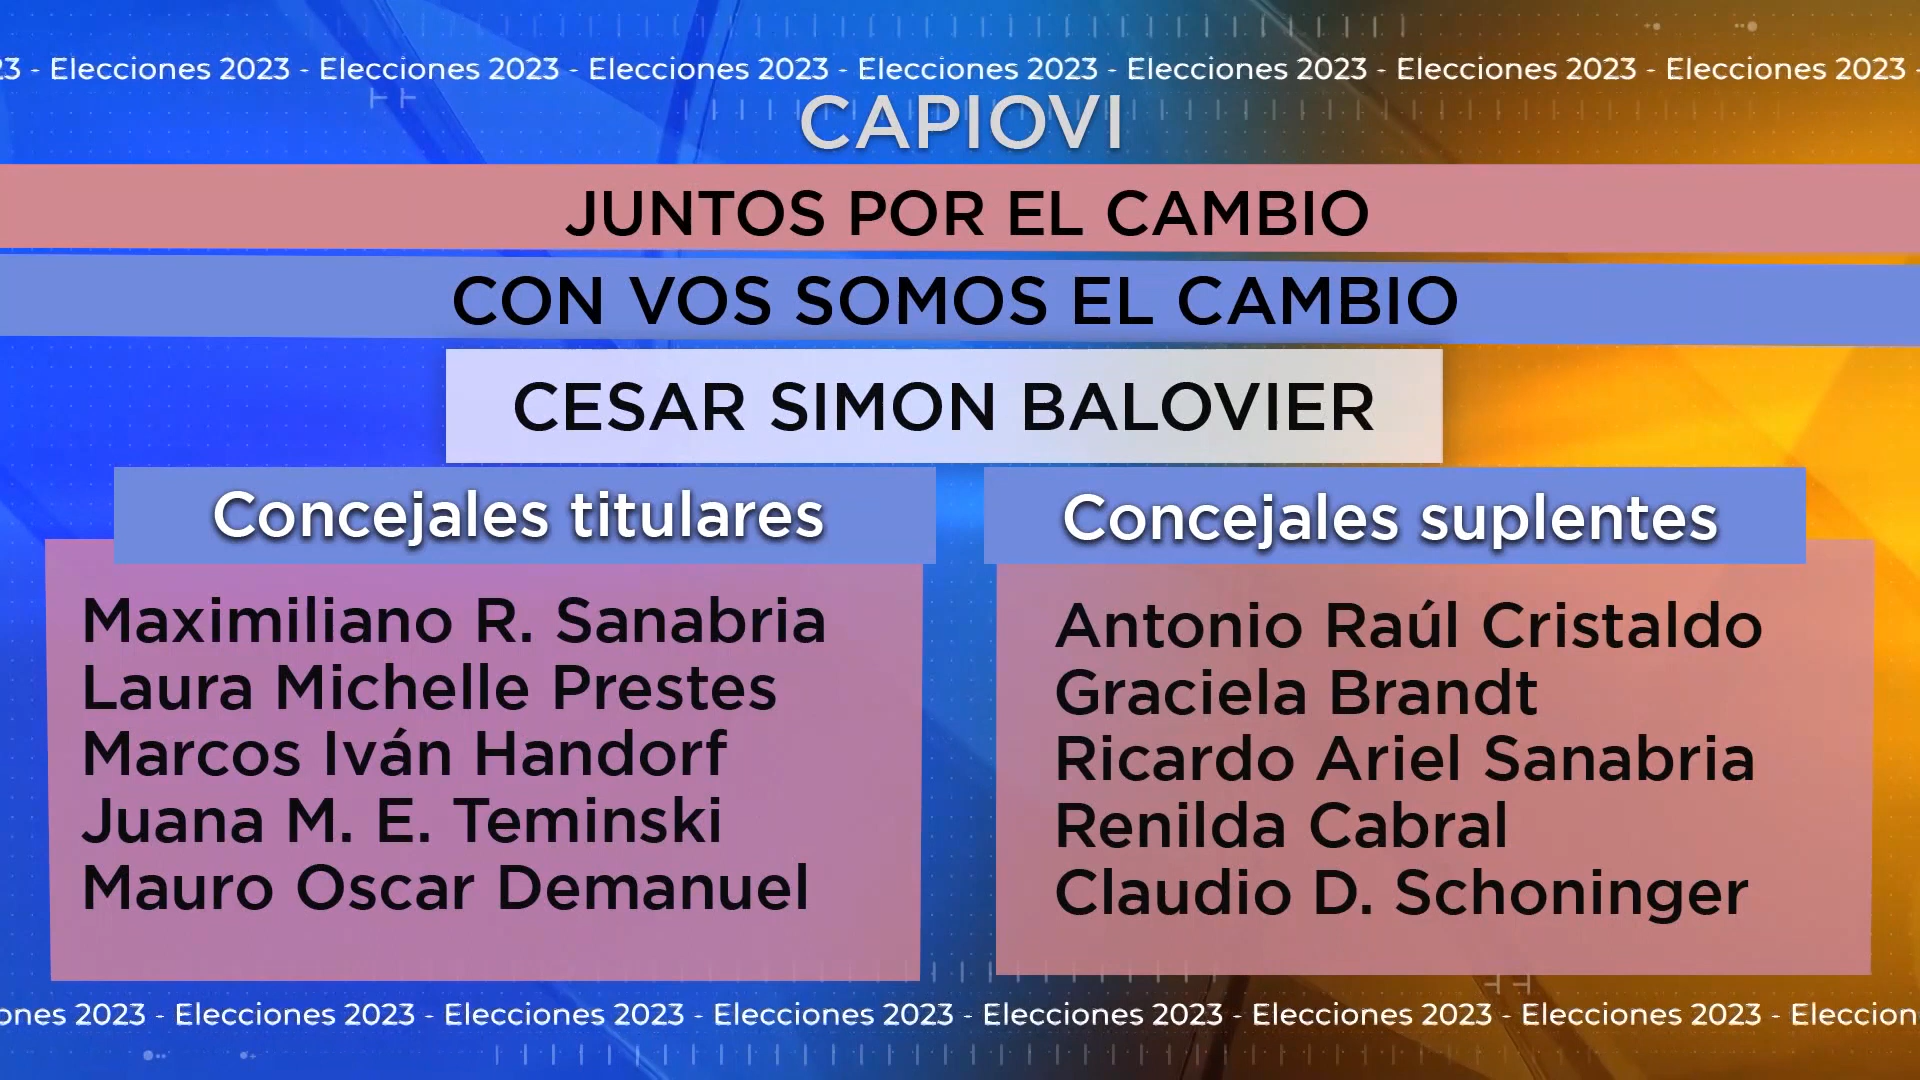 23 - Elecciones 2023 - Elecciones 2023 - Elecciones 2023 - Elecciones 2023 - Elecciones 2023 - Elecciones 2023 - Elecciones 2023 -
CAPIOVI
JUNTOS POR EL CAMBIO
CON VOS SOMOS EL CAMBIO
CESAR SIMON BALOVIER
Concejales titulares
Maximiliano R. Sanabria
Laura Michelle Prestes
Marcos Iván Handorf
Juana M. E. Teminski
Mauro Oscar Demanuel
Concejales suplentes
Antonio Raúl Cristaldo
Graciela Brandt
Ricardo Ariel Sanabria
Renilda Cabral
Claudio D. Schoninger
ones 2023 - Elecciones 2023 - Elecciones 2023 - Elecciones 2023 - Elecciones 2023 - Elecciones 2023 - Elecciones 2023 - Eleccion